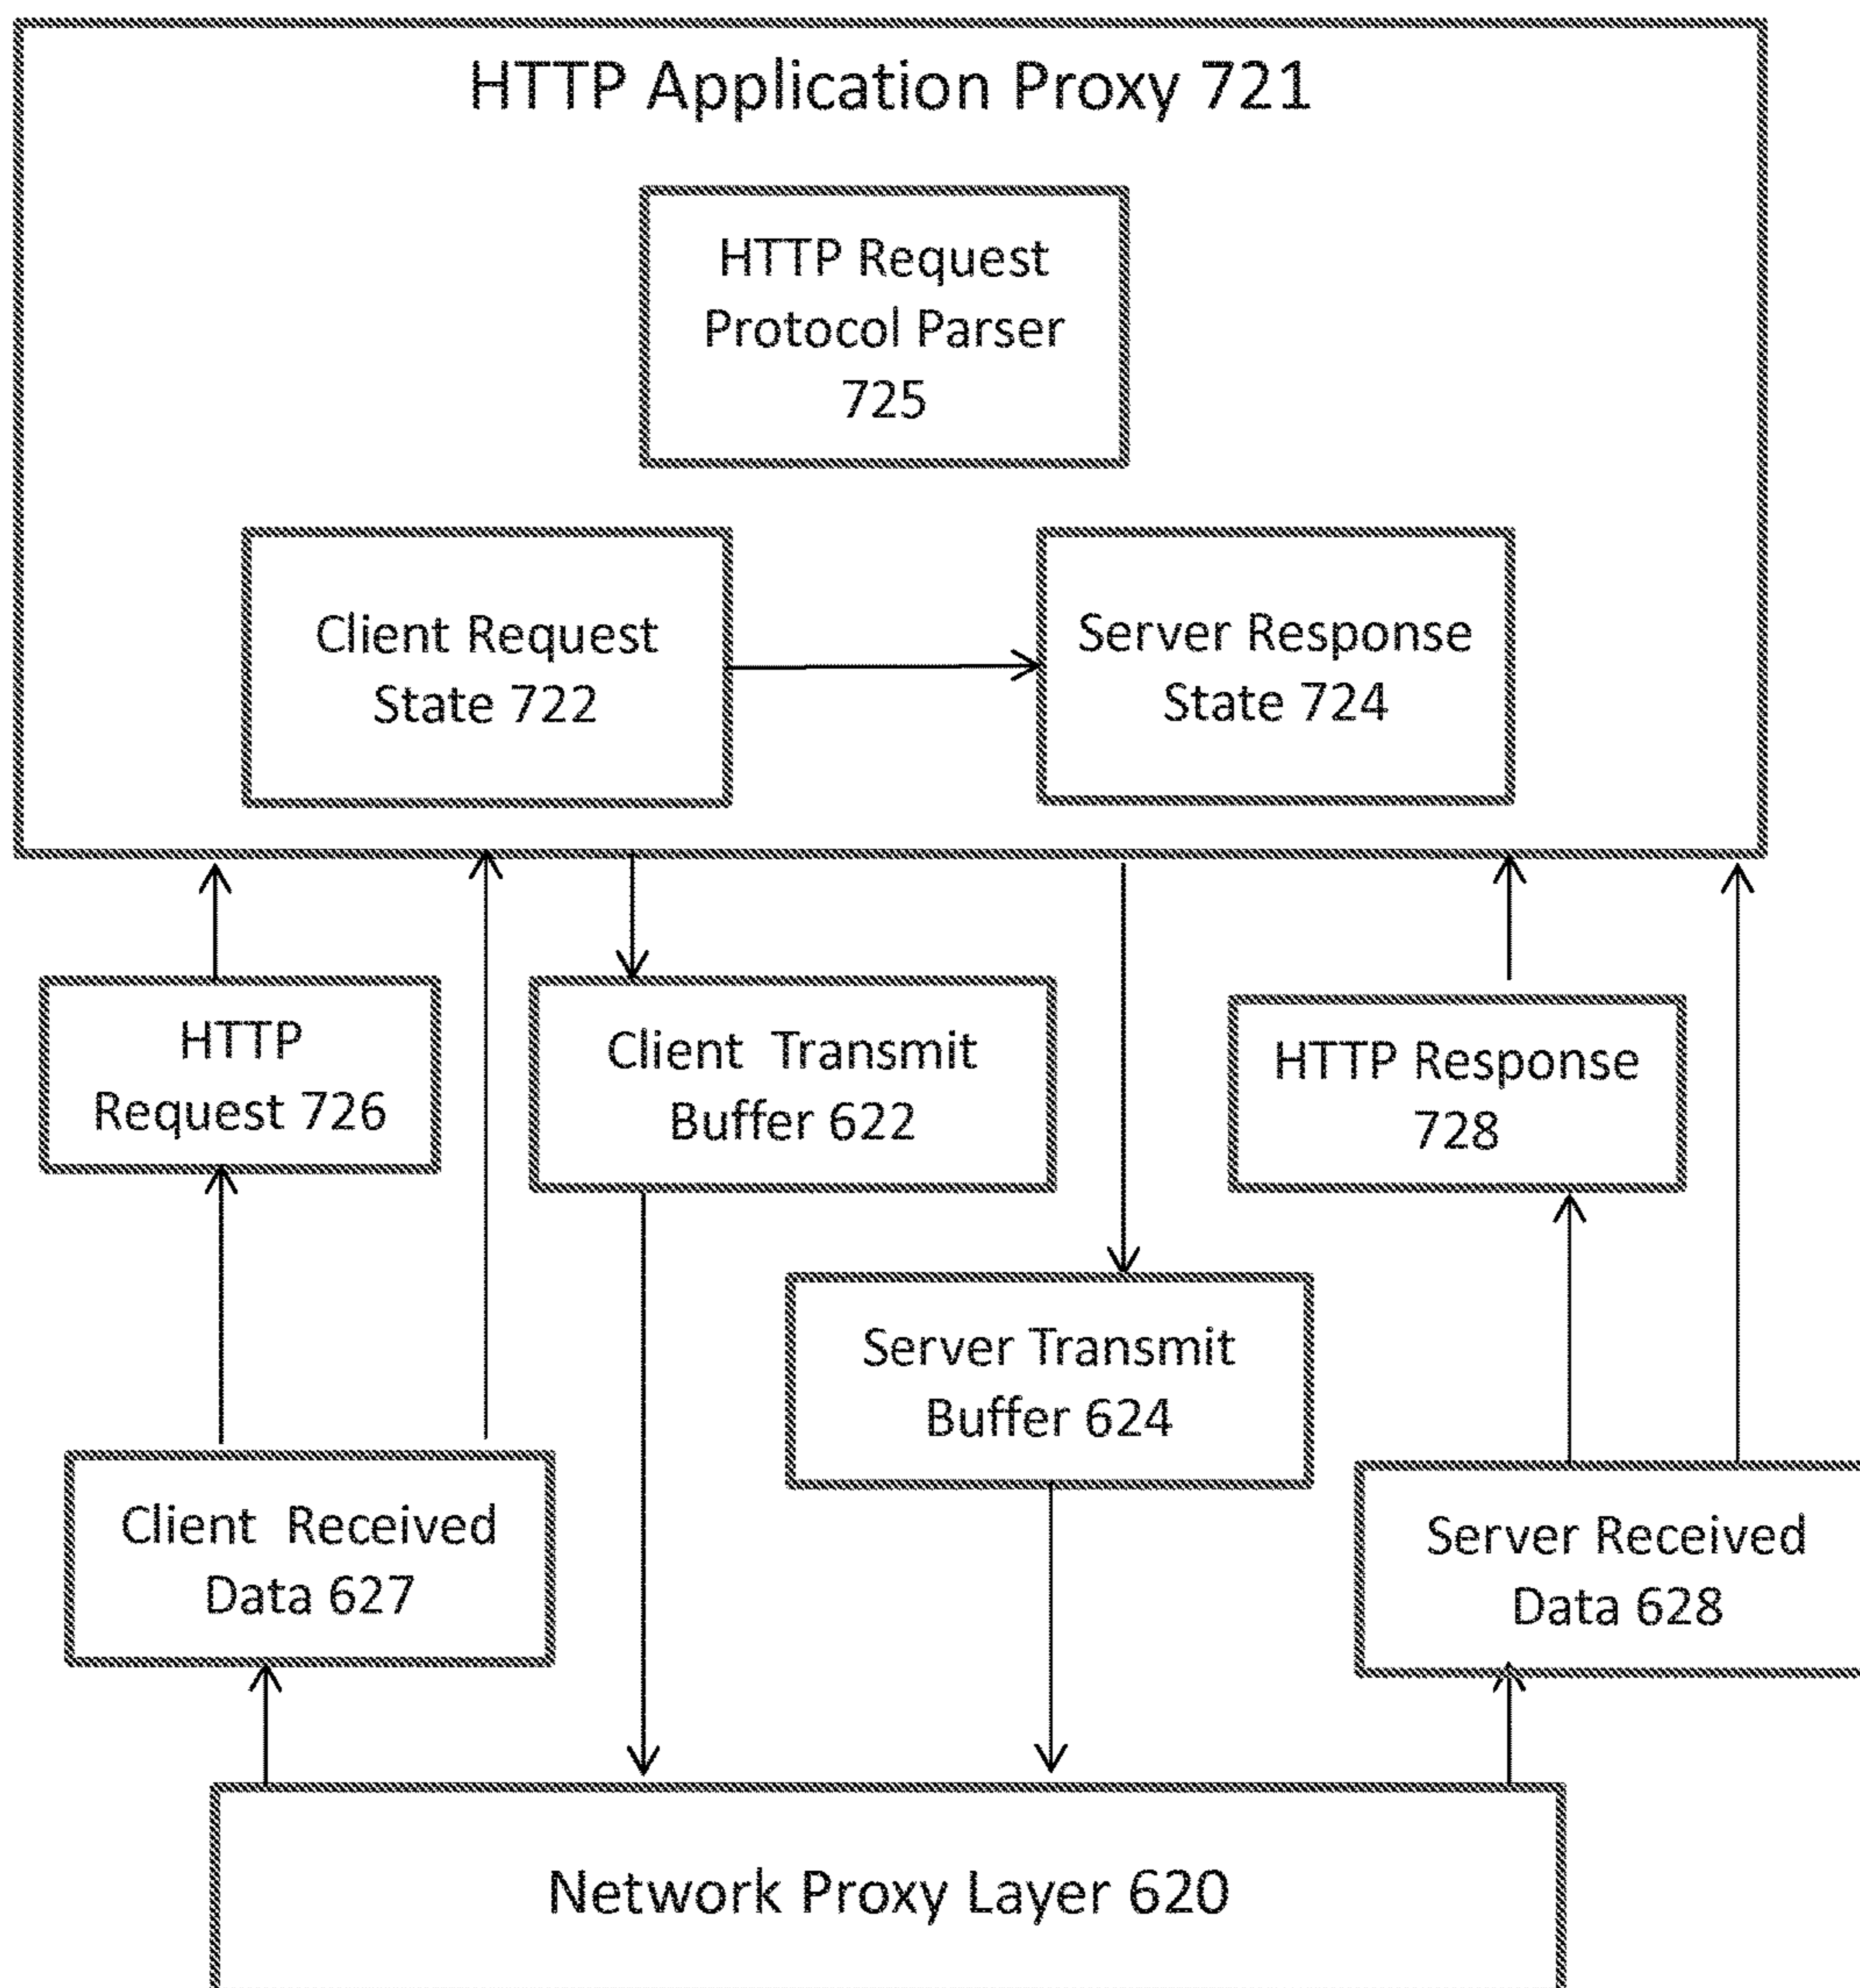 HTTP Application Proxy 721
HTTP Request
Protocol Parser
725
Client Request
State 722
Server Response
State 724
HTTP
Request 726
Client Transmit
Buffer 622
HTTP Response
728
Server Transmit
Buffer 624
Client Received
Data 627
Server Received
Data 628
Network Proxy Layer 620